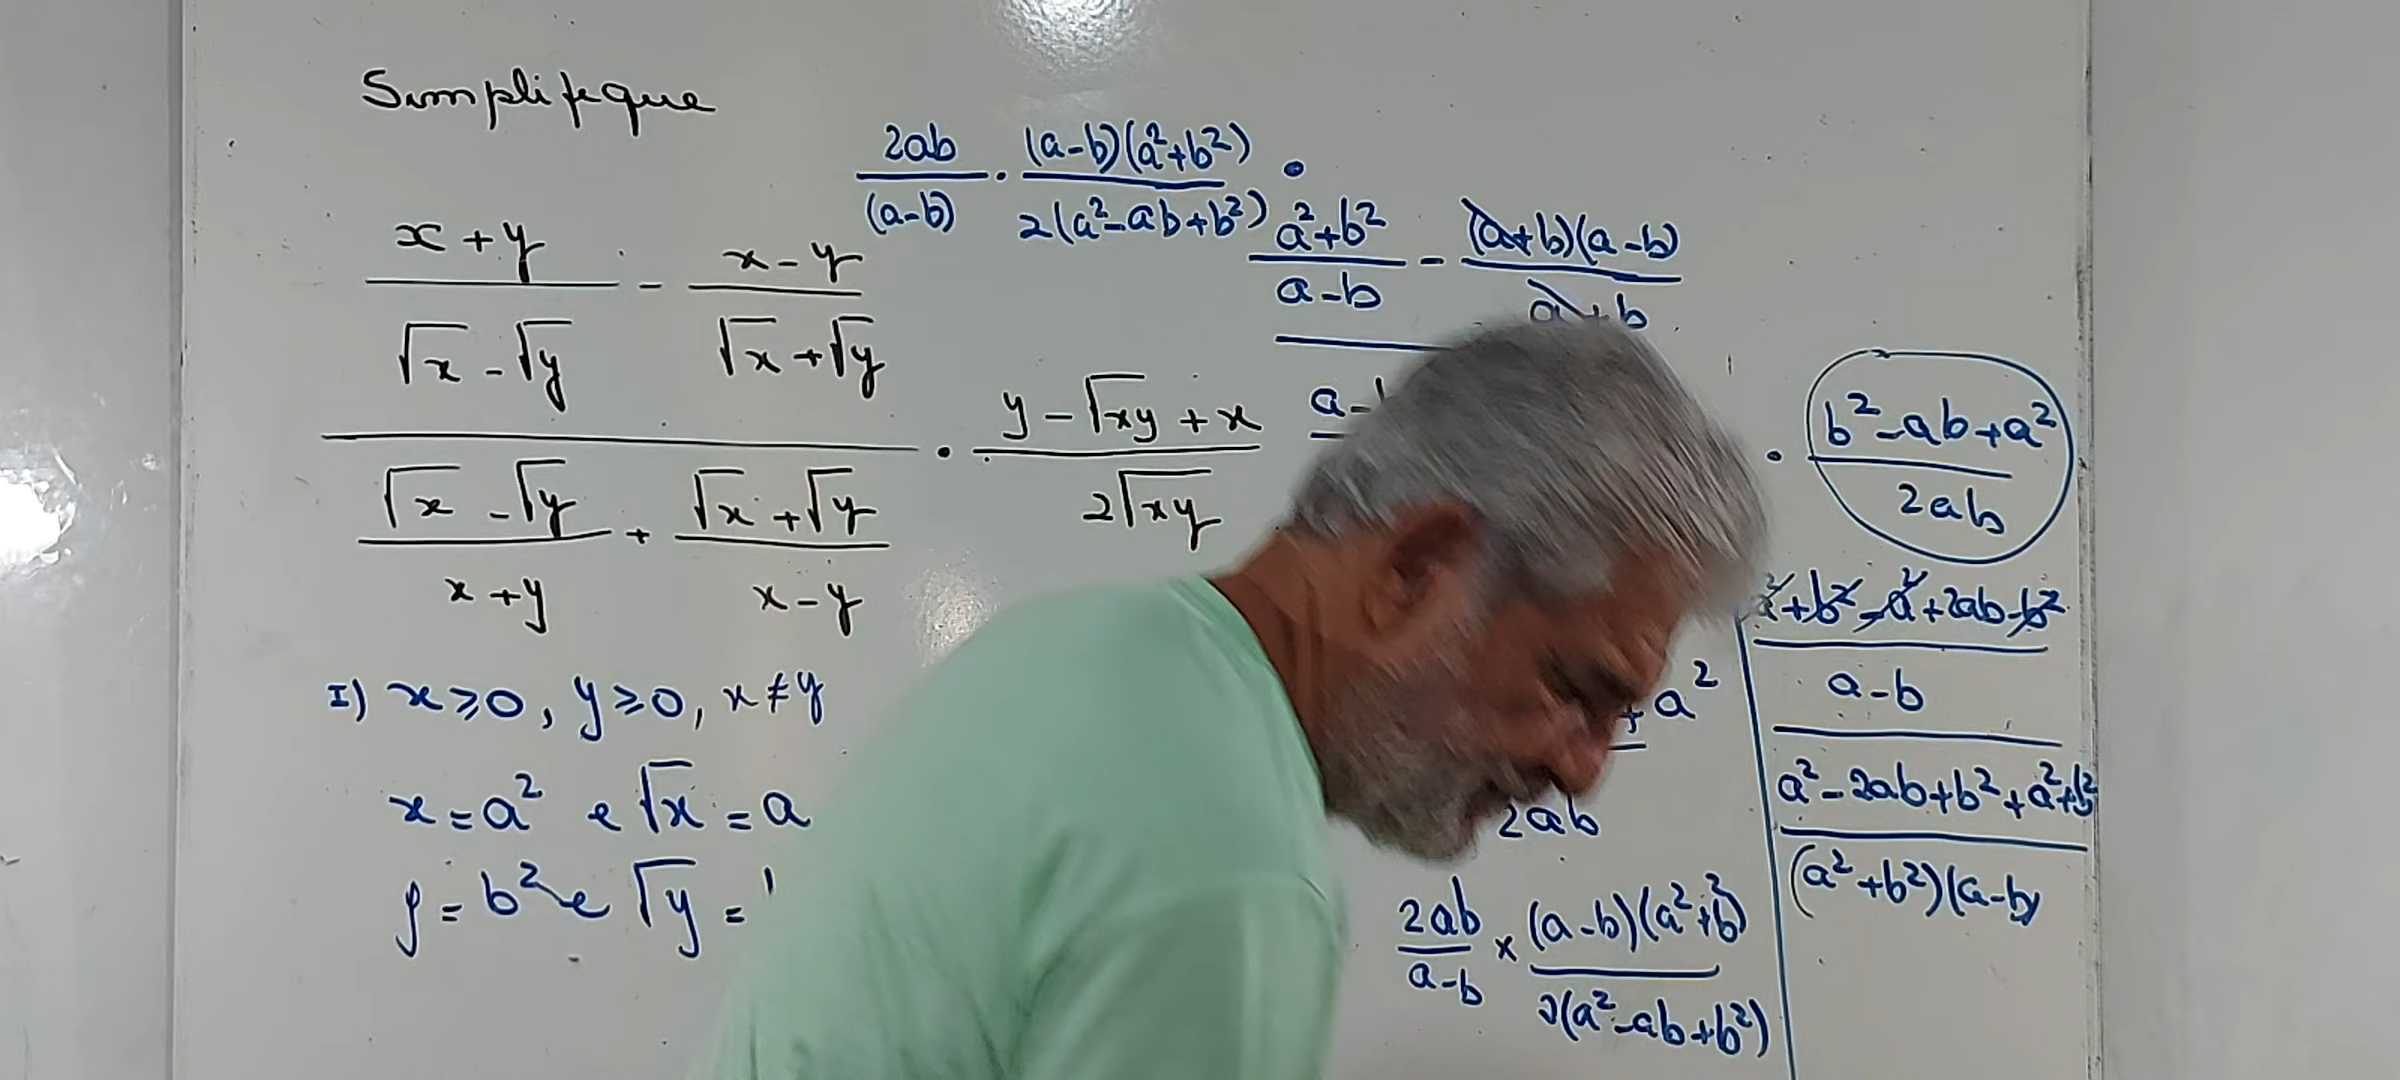 Simplifique
2ab/(a-b) · (a-b)(a²+b²)/2(a²-ab+b²) ·
(x+y)/(√x-√y) - (x-y)/(√x+√y)
(√x-√y)/(x+y) + (√x+√y)/(x-y)
· (y-√xy+x)/(2√xy)
I) x≥0, y≥0, x≠y
x=a² e √x=a
y=b² e √y=
(a²+b²)/(a-b) - (a+b)(a-b)/(a+b)
a-
· (b²-ab+a²)/(2ab)
+a²
2ab
2ab/(a-b) × (a-b)(a²+b²)/2(a²-ab+b²)
a²+b²-a²+2ab-b²
a-b
a²-2ab+b²+a²+b²
(a²+b²)(a-b)